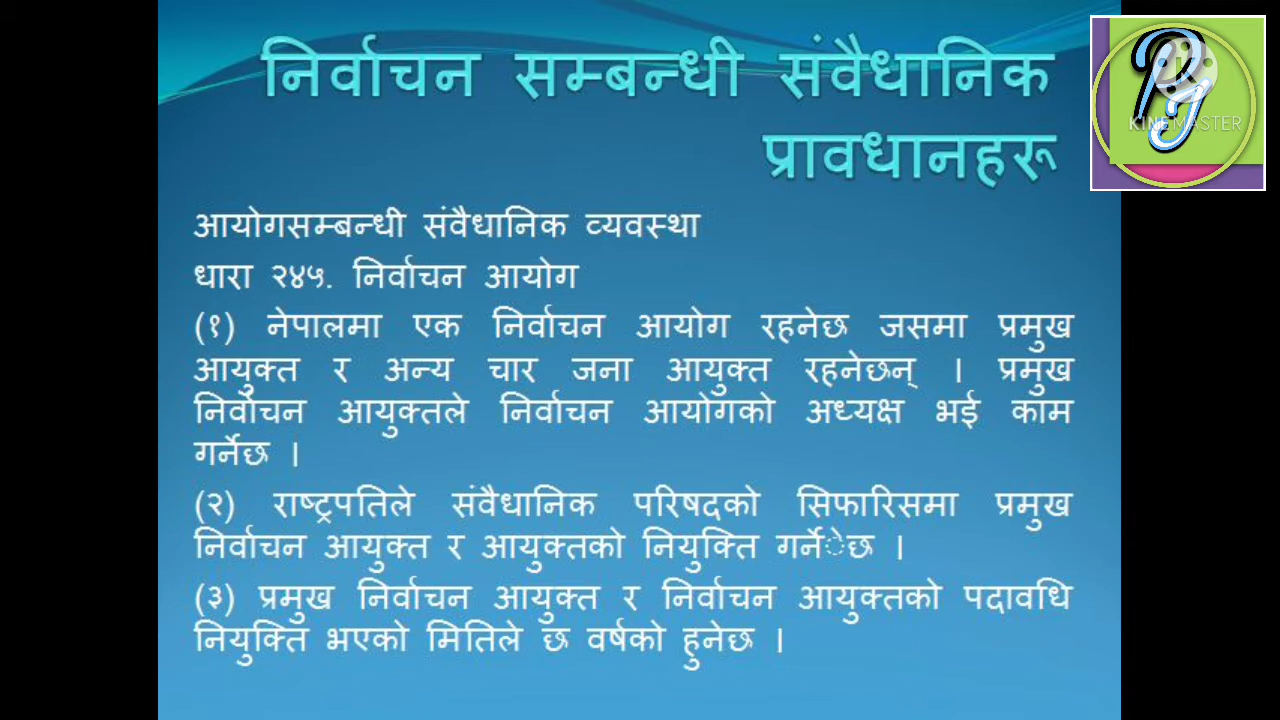 निर्वाचन सम्बन्धी संवैधानिक
प्रावधानहरू
आयोगसम्बन्धी संवैधानिक व्यवस्था
धारा २४५. निर्वाचन आयोग
(१) नेपालमा एक निर्वाचन आयोग रहनेछ जसमा प्रमुख
आयुक्त र अन्य चार जना आयुक्त रहनेछन् । प्रमुख
निर्वाचन आयुक्तले निर्वाचन आयोगको अध्यक्ष भई काम
गर्नेछ ।
(२) राष्ट्रपतिले संवैधानिक परिषदको सिफारिसमा प्रमुख
निर्वाचन आयुक्त र आयुक्तको नियुक्ति गर्नेेछ ।
(३) प्रमुख निर्वाचन आयुक्त र निर्वाचन आयुक्तको पदावधि
नियुक्ति भएको मितिले छ वर्षको हुनेछ ।
KINEMASTER